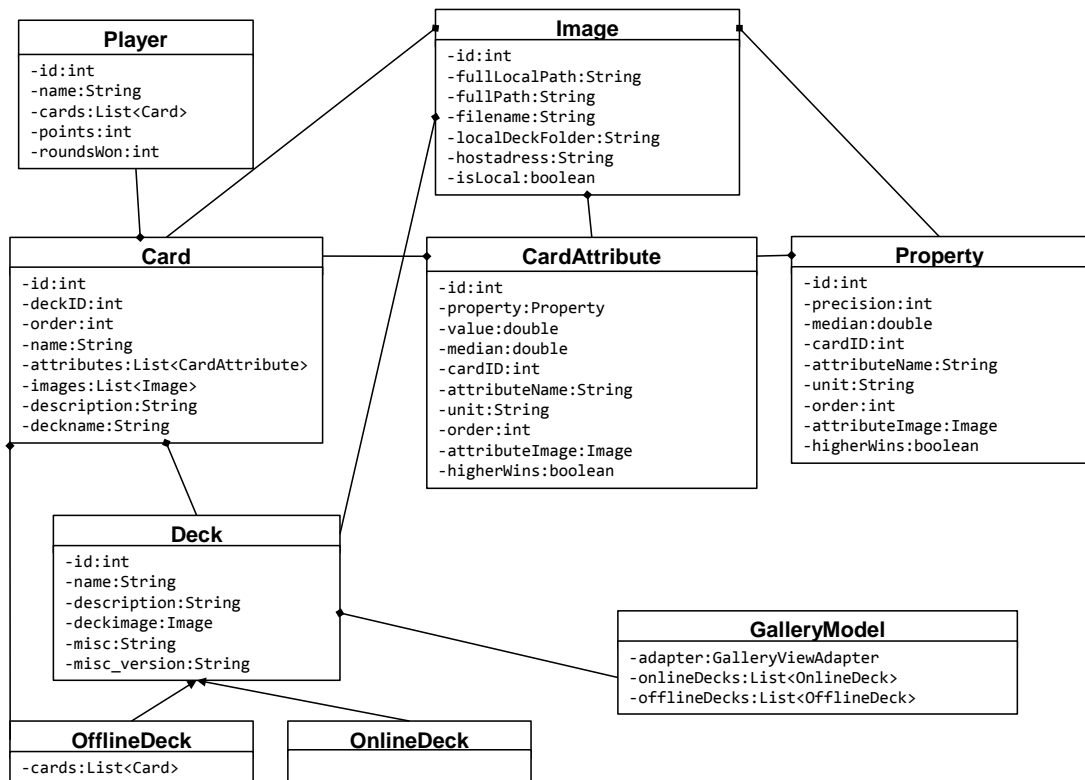 Player
-id:int
-name:String
-cards:List<Card>
-points:int
-roundsWon:int
Image
-id:int
-fullLocalPath:String
-fullPath:String
-filename:String
-localDeckFolder:String
-hostadress:String
-isLocal:boolean
Card
-id:int
-deckID:int
-order:int
-name:String
-attributes:List<CardAttribute>
-images:List<Image>
-description:String
-deckname:String
CardAttribute
-id:int
-property:Property
-value:double
-median:double
-cardID:int
-attributeName:String
-unit:String
-order:int
-attributeImage:Image
-higherWins:boolean
Property
-id:int
-precision:int
-median:double
-cardID:int
-attributeName:String
-unit:String
-order:int
-attributeImage:Image
-higherWins:boolean
Deck
-id:int
-name:String
-description:String
-deckimage:Image
-misc:String
-misc_version:String
GalleryModel
-adapter:GalleryViewAdapter
-onlineDecks:List<OnlineDeck>
-offlineDecks:List<OfflineDeck>
OfflineDeck
-cards:List<Card>
OnlineDeck